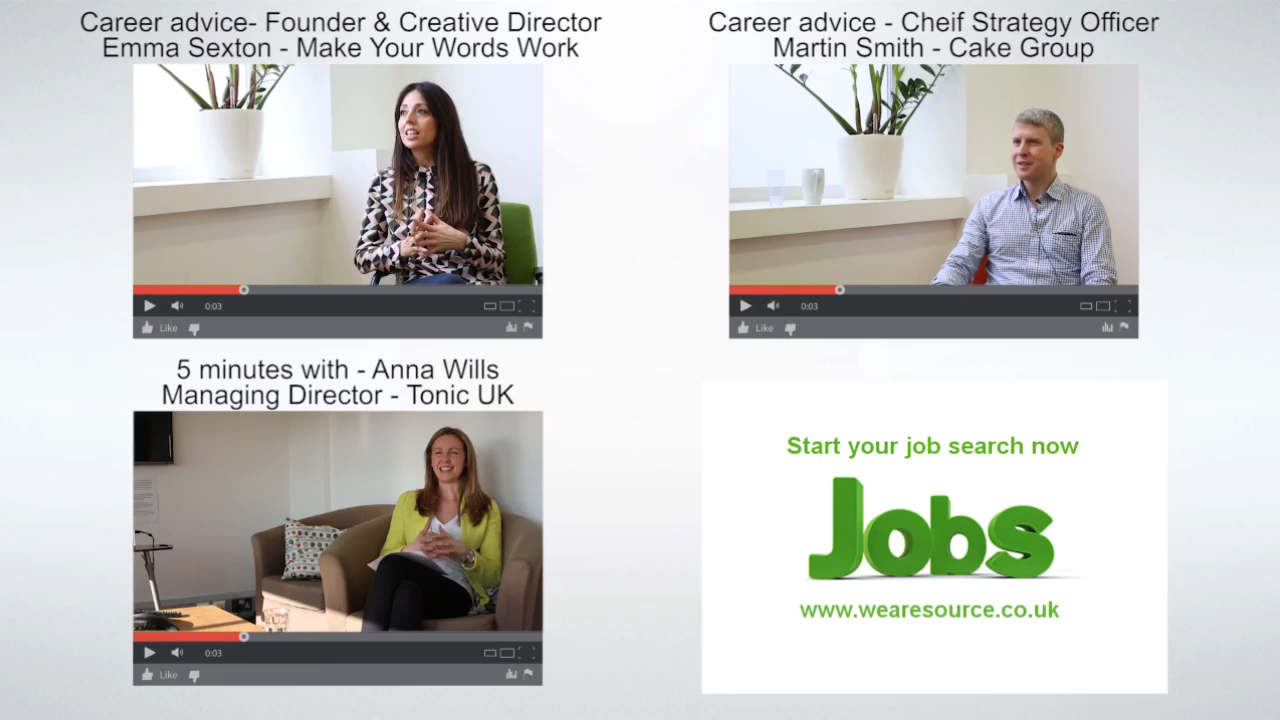 Career advice- Founder & Creative Director
Emma Sexton - Make Your Words Work
0:03
Like
Career advice - Cheif Strategy Officer
Martin Smith - Cake Group
0:03
Like
5 minutes with - Anna Wills
Managing Director - Tonic UK
0:03
Like
Start your job search now
Jobs
www.wearesource.co.uk